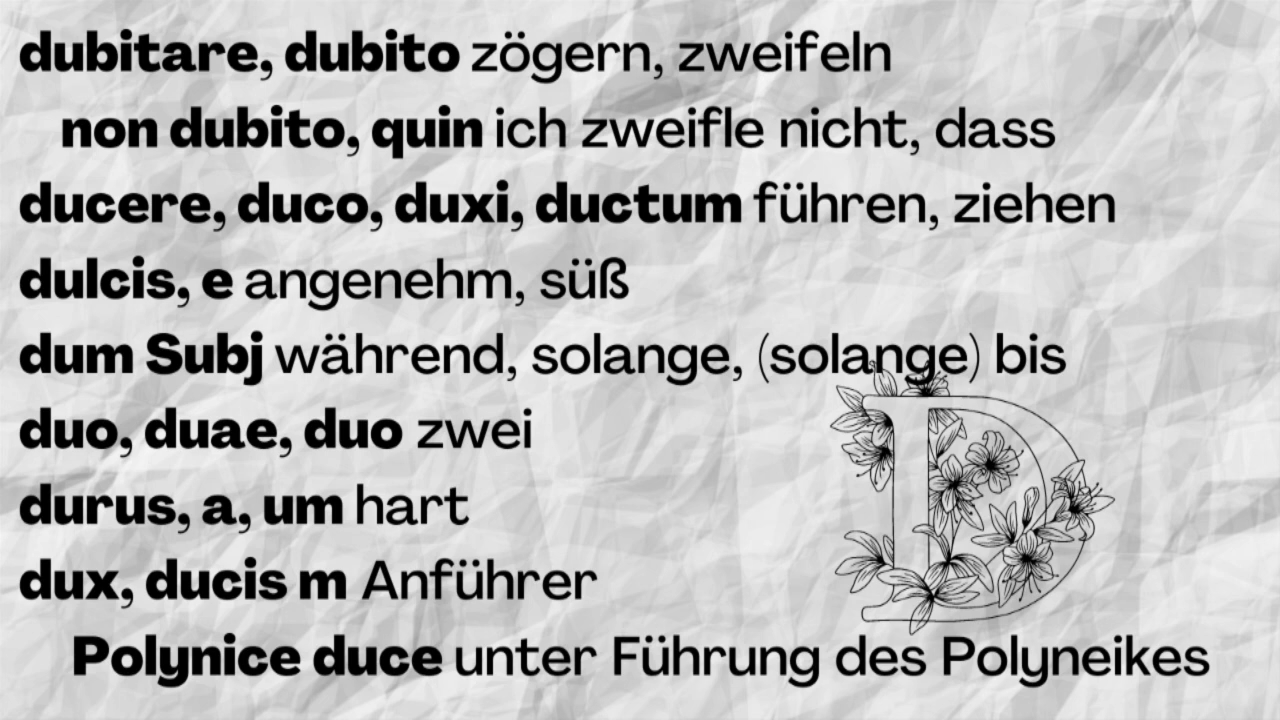 dubitare, dubito zögern, zweifeln
non dubito, quin ich zweifle nicht, dass
ducere, duco, duxi, ductum führen, ziehen
dulcis, e angenehm, süß
dum Subj während, solange, (solange) bis
duo, duae, duo zwei
durus, a, um hart
dux, ducis m Anführer
D
Polynice duce unter Führung des Polyneikes